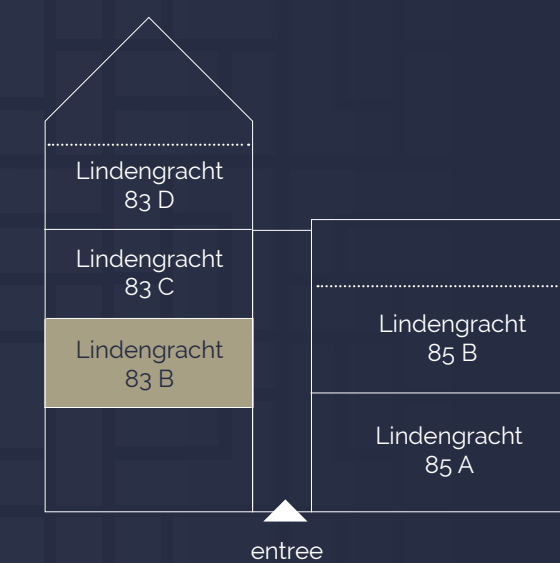 Lindengracht
83 D
Lindengracht
83 C
Lindengracht
83 B
Lindengracht
85 B
Lindengracht
85 A
entree